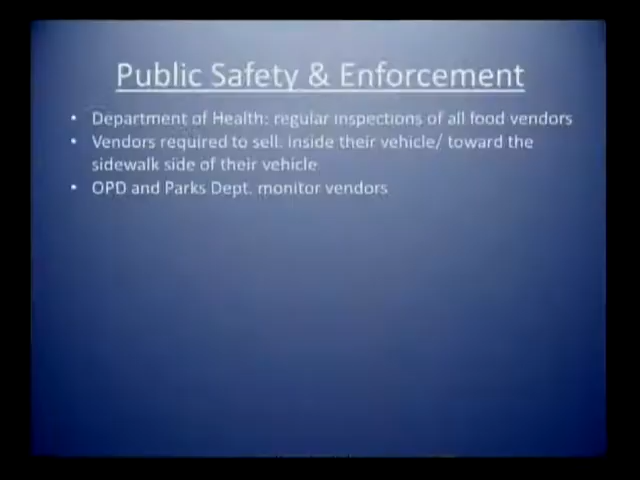 Public Safety & Enforcement
• Department of Health: regular inspections of all food vendors
• Vendors required to sell. inside their vehicle/ toward the
sidewalk side of their vehicle
• OPD and Parks Dept. monitor vendors